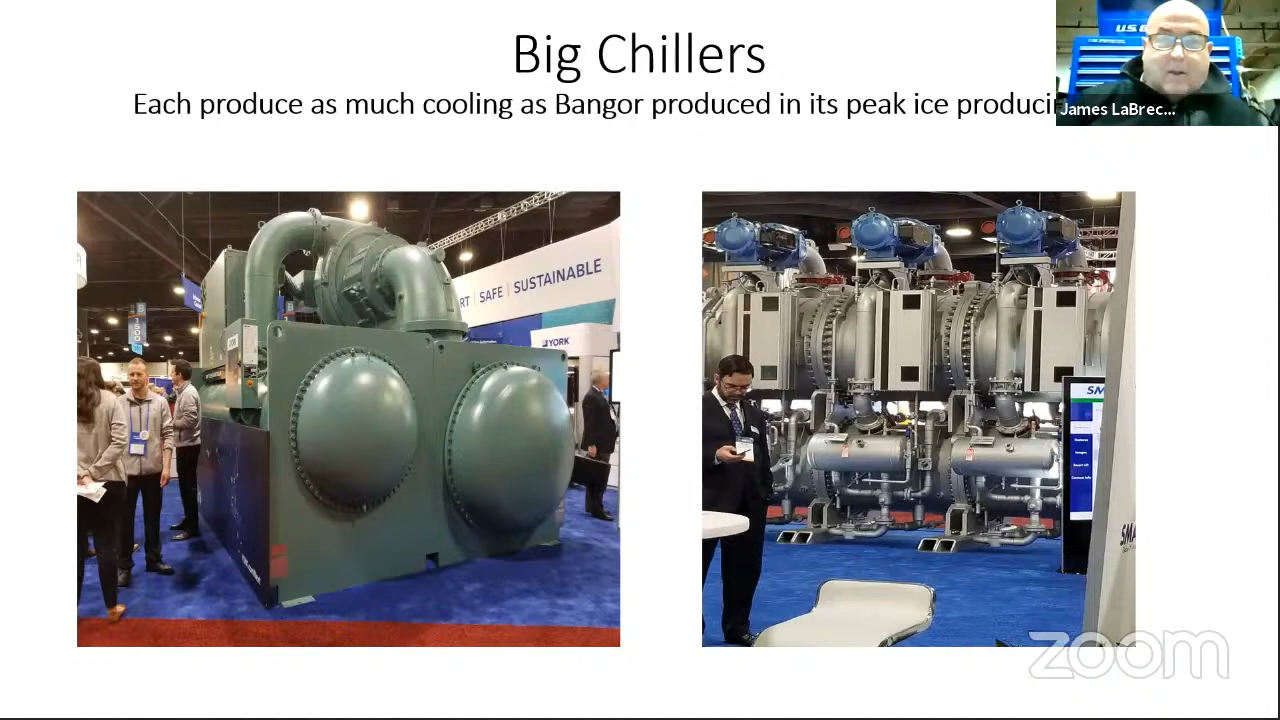 Big Chillers
Each produce as much cooling as Bangor produced in its peak ice produci
James LaBrec...
SAFE | SUSTAINABLE
YORK
zoom